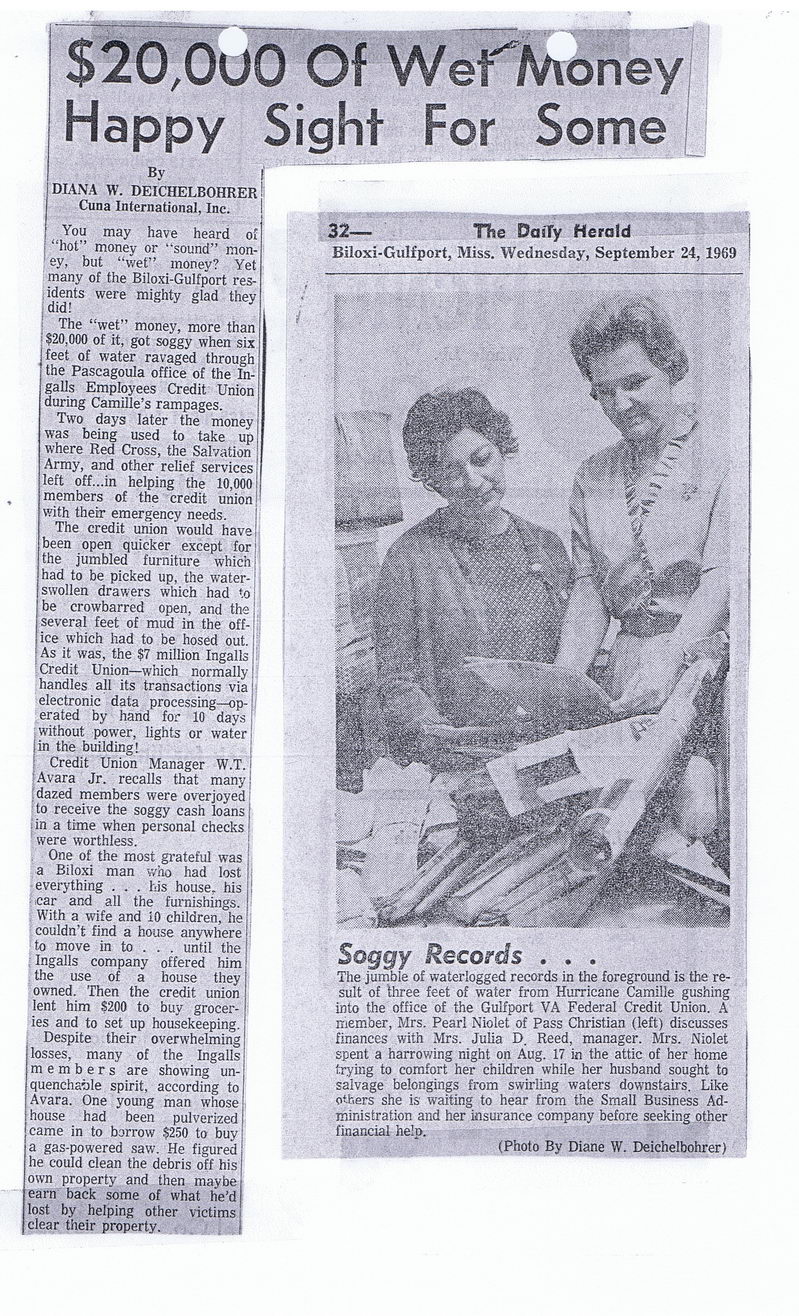 $20,000 Of Wet Money
Happy Sight For Some
By
DIANA W. DEICHELBOHRER
Cuna International, Inc.
You may have heard of
"hot" money or "sound" mon-
ey, but "wet" money? Yet
many of the Biloxi-Gulfport res-
idents were mighty glad they
did!
The "wet" money, more than
$20,000 of it, got soggy when six
feet of water ravaged through
the Pascagoula office of the In-
galls Employees Credit Union
during Camille's rampages.
Two days later the money
was being used to take up
where Red Cross, the Salvation
Army, and other relief services
left off...in helping the 10,000
members of the credit union
with their emergency needs.
The credit union would have
been open quicker except for
the jumbled furniture which
had to be picked up, the water-
swollen drawers which had to
be crowbarred open, and the
several feet of mud in the off-
ice which had to be hosed out.
As it was, the $7 million Ingalls
Credit Union—which normally
handles all its transactions via
electronic data processing—op-
erated by hand for 10 days
without power, lights or water
in the building!
Credit Union Manager W.T.
Avara Jr. recalls that many
dazed members were overjoyed
to receive the soggy cash loans
in a time when personal checks
were worthless.
One of the most grateful was
a Biloxi man who had lost
everything . . . his house, his
car and all the furnishings.
With a wife and 10 children, he
couldn't find a house anywhere
to move in to . . . until the
Ingalls company offered him
the use of a house they
owned. Then the credit union
lent him $200 to buy grocer-
ies and to set up housekeeping.
Despite their overwhelming
losses, many of the Ingalls
members are showing un-
quenchable spirit, according to
Avara. One young man whose
house had been pulverized
came in to borrow $250 to buy
a gas-powered saw. He figured
he could clean the debris off his
own property and then maybe
earn back some of what he'd
lost by helping other victims
clear their property.
32— The Daily Herald
Biloxi-Gulfport, Miss. Wednesday, September 24, 1969
Soggy Records . . .
The jumble of waterlogged records in the foreground is the re-
sult of three feet of water from Hurricane Camille gushing
into the office of the Gulfport VA Federal Credit Union. A
member, Mrs. Pearl Niolet of Pass Christian (left) discusses
finances with Mrs. Julia D. Reed, manager. Mrs. Niolet
spent a harrowing night on Aug. 17 in the attic of her home
trying to comfort her children while her husband sought to
salvage belongings from swirling waters downstairs. Like
others she is waiting to hear from the Small Business Ad-
ministration and her insurance company before seeking other
financial help.
(Photo By Diane W. Deichelbohrer)